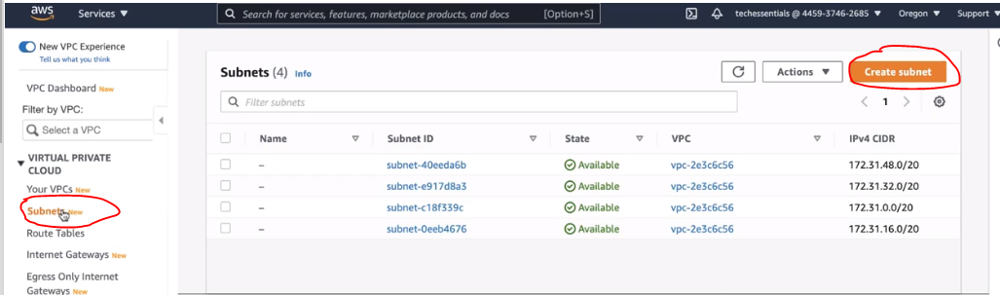 aws
Services ▼
Search for services, features, marketplace products, and docs [Option+S]
techessentials @ 4459-3746-2685 ▼
Oregon ▼
Support ▼
New VPC Experience
Tell us what you think
VPC Dashboard New
Filter by VPC:
Select a VPC
VIRTUAL PRIVATE
CLOUD
Your VPCs New
Subnets New
Route Tables
Internet Gateways New
Egress Only Internet
Gateways New
Subnets (4) Info
Actions ▼
Create subnet
Filter subnets
1
Name Subnet ID State VPC IPv4 CIDR
– subnet-40eeda6b Available vpc-2e3c6c56 172.31.48.0/20
– subnet-e917d8a3 Available vpc-2e3c6c56 172.31.32.0/20
– subnet-c18f339c Available vpc-2e3c6c56 172.31.0.0/20
– subnet-0eeb4676 Available vpc-2e3c6c56 172.31.16.0/20